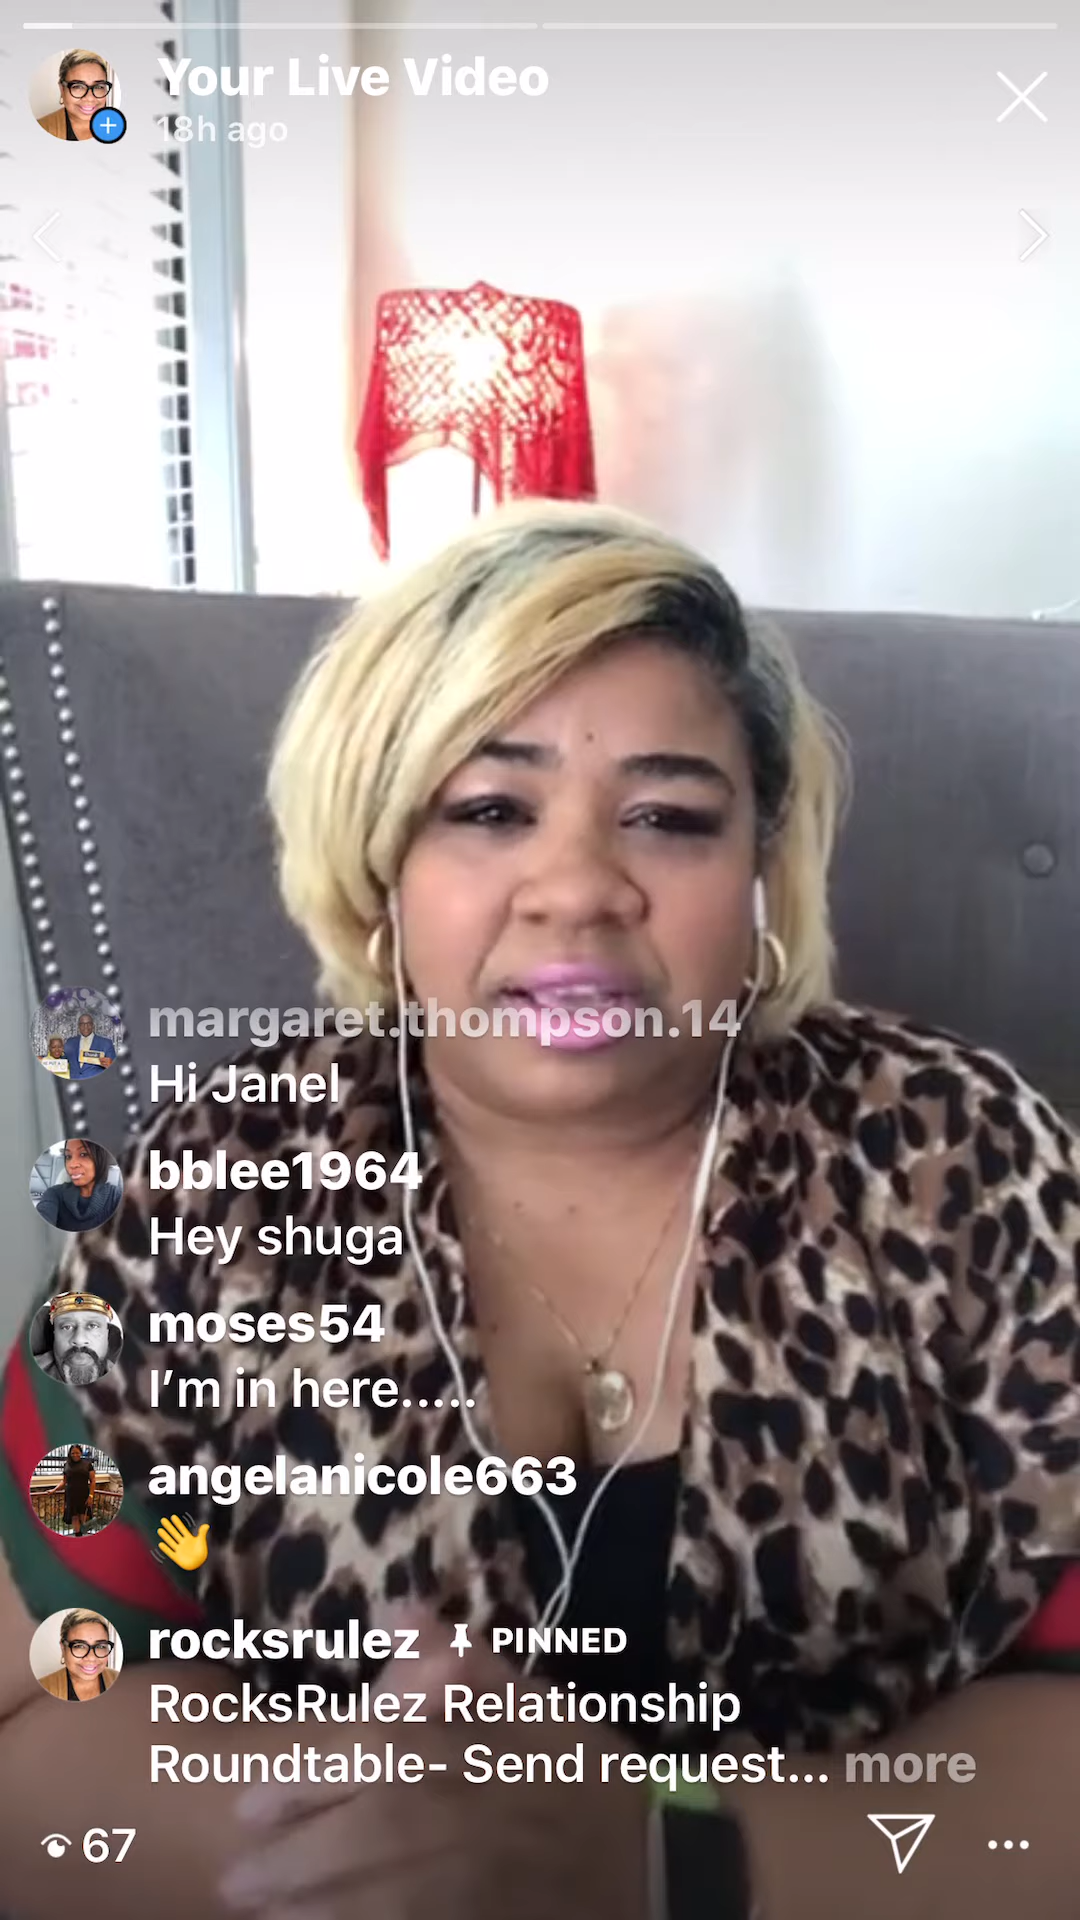 Your Live Video
18h ago
margaret.thompson.14
Hi Janel
bblee1964
Hey shuga
moses54
I’m in here.....
angelanicole663
👋
rocksrulez PINNED
RocksRulez Relationship
Roundtable- Send request... more
67